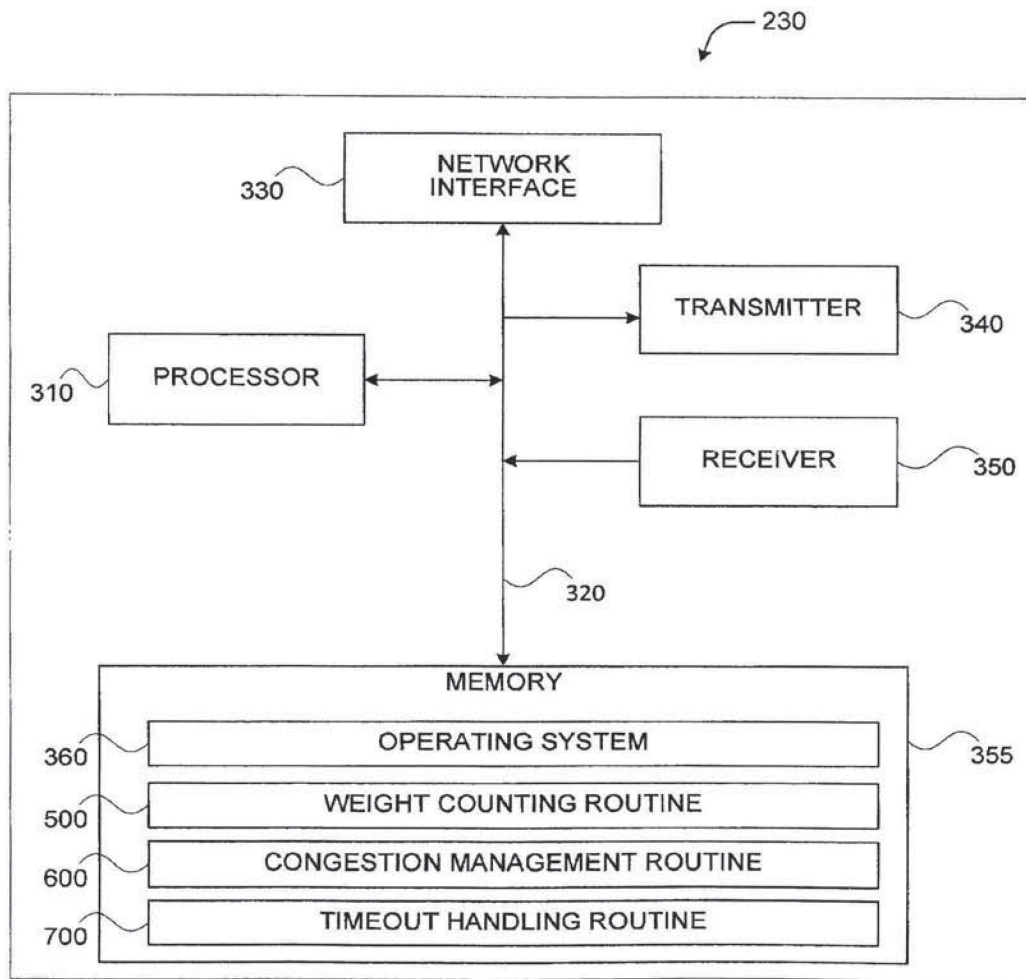 230
NETWORK
INTERFACE
330
TRANSMITTER
340
PROCESSOR
310
RECEIVER
350
320
MEMORY
355
OPERATING SYSTEM
360
WEIGHT COUNTING ROUTINE
500
CONGESTION MANAGEMENT ROUTINE
600
TIMEOUT HANDLING ROUTINE
700